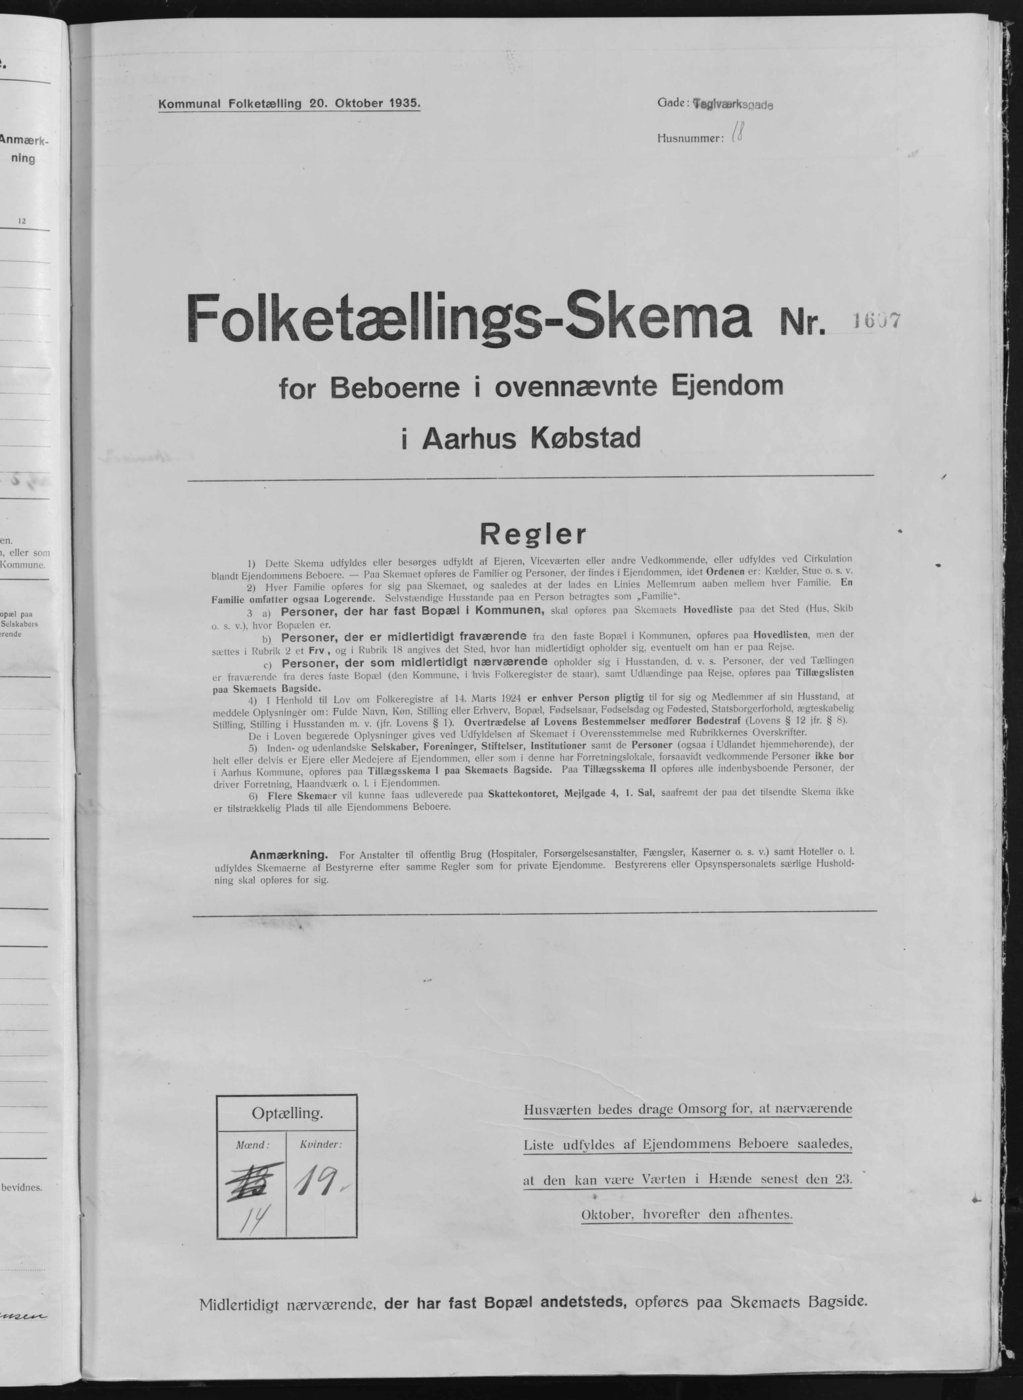 Anmærk-
ning
12
en.
, eller som
Kommune.
opæl paa
Selskabers
erende
bevidnes.
Kommunal Folketælling 20. Oktober 1935.
Gade: Teglværksgade
Husnummer: 18
Folketællings-Skema Nr. 1607
for Beboerne i ovennævnte Ejendom
i Aarhus Købstad
Regler
1) Dette Skema udfyldes eller besørges udfyldt af Ejeren, Viceværten eller andre Vedkommende, eller udfyldes ved Cirkulation
blandt Ejendommens Beboere. — Paa Skemaet opføres de Familier og Personer, der findes i Ejendommen, idet Ordenen er: Kælder, Stue o. s. v.
2) Hver Familie opføres for sig paa Skemaet, og saaledes at der lades en Linies Mellemrum aaben mellem hver Familie. En
Familie omfatter ogsaa Logerende. Selvstændige Husstande paa en Person betragtes som „Familie“.
3 a) Personer, der har fast Bopæl i Kommunen, skal opføres paa Skemaets Hovedliste paa det Sted (Hus, Skib
o. s. v.), hvor Bopælen er.
b) Personer, der er midlertidigt fraværende fra den faste Bopæl i Kommunen, opføres paa Hovedlisten, men der
sættes i Rubrik 2 et Frv, og i Rubrik 18 angives det Sted, hvor han midlertidigt opholder sig, eventuelt om han er paa Rejse.
c) Personer, der som midlertidigt nærværende opholder sig i Husstanden, d. v. s. Personer, der ved Tællingen
er fraværende fra deres faste Bopæl (den Kommune, i hvis Folkeregister de staar), samt Udlændinge paa Rejse, opføres paa Tillægslisten
paa Skemaets Bagside.
4) I Henhold til Lov om Folkeregistre af 14. Marts 1924 er enhver Person pligtig til for sig og Medlemmer af sin Husstand, at
meddele Oplysninger om: Fulde Navn, Køn, Stilling eller Erhverv, Bopæl, Fødselsaar, Fødselsdag og Fødested, Statsborgerforhold, ægteskabelig
Stilling, Stilling i Husstanden m. v. (jfr. Lovens § 1). Overtrædelse af Lovens Bestemmelser medfører Bødestraf (Lovens § 12 jfr. § 8).
De i Loven begærede Oplysninger gives ved Udfyldelsen af Skemaet i Overensstemmelse med Rubrikkernes Overskrifter.
5) Inden- og udenlandske Selskaber, Foreninger, Stiftelser, Institutioner samt de Personer (ogsaa i Udlandet hjemmehørende), der
helt eller delvis er Ejere eller Medejere af Ejendommen, eller som i denne har Forretningslokale, forsaavidt vedkommende Personer ikke bor
i Aarhus Kommune, opføres paa Tillægsskema I paa Skemaets Bagside. Paa Tillægsskema II opføres alle indenbysboende Personer, der
driver Forretning, Haandværk o. l. i Ejendommen.
6) Flere Skemaer vil kunne faas udleverede paa Skattekontoret, Mejlgade 4, 1. Sal, saafremt der paa det tilsendte Skema ikke
er tilstrækkelig Plads til alle Ejendommens Beboere.
Anmærkning. For Anstalter til offentlig Brug (Hospitaler, Forsørgelsesanstalter, Fængsler, Kaserner o. s. v.) samt Hoteller o. l.
udfyldes Skemaerne af Bestyrerne efter samme Regler som for private Ejendomme. Bestyrerens eller Opsynspersonalets særlige Hushold-
ning skal opføres for sig.
Optælling.
Mænd: Kvinder:
19.
14
Husværten bedes drage Omsorg for, at nærværende
Liste udfyldes af Ejendommens Beboere saaledes,
at den kan være Værten i Hænde senest den 23.
Oktober, hvorefter den afhentes.
Midlertidigt nærværende, der har fast Bopæl andetsteds, opføres paa Skemaets Bagside.